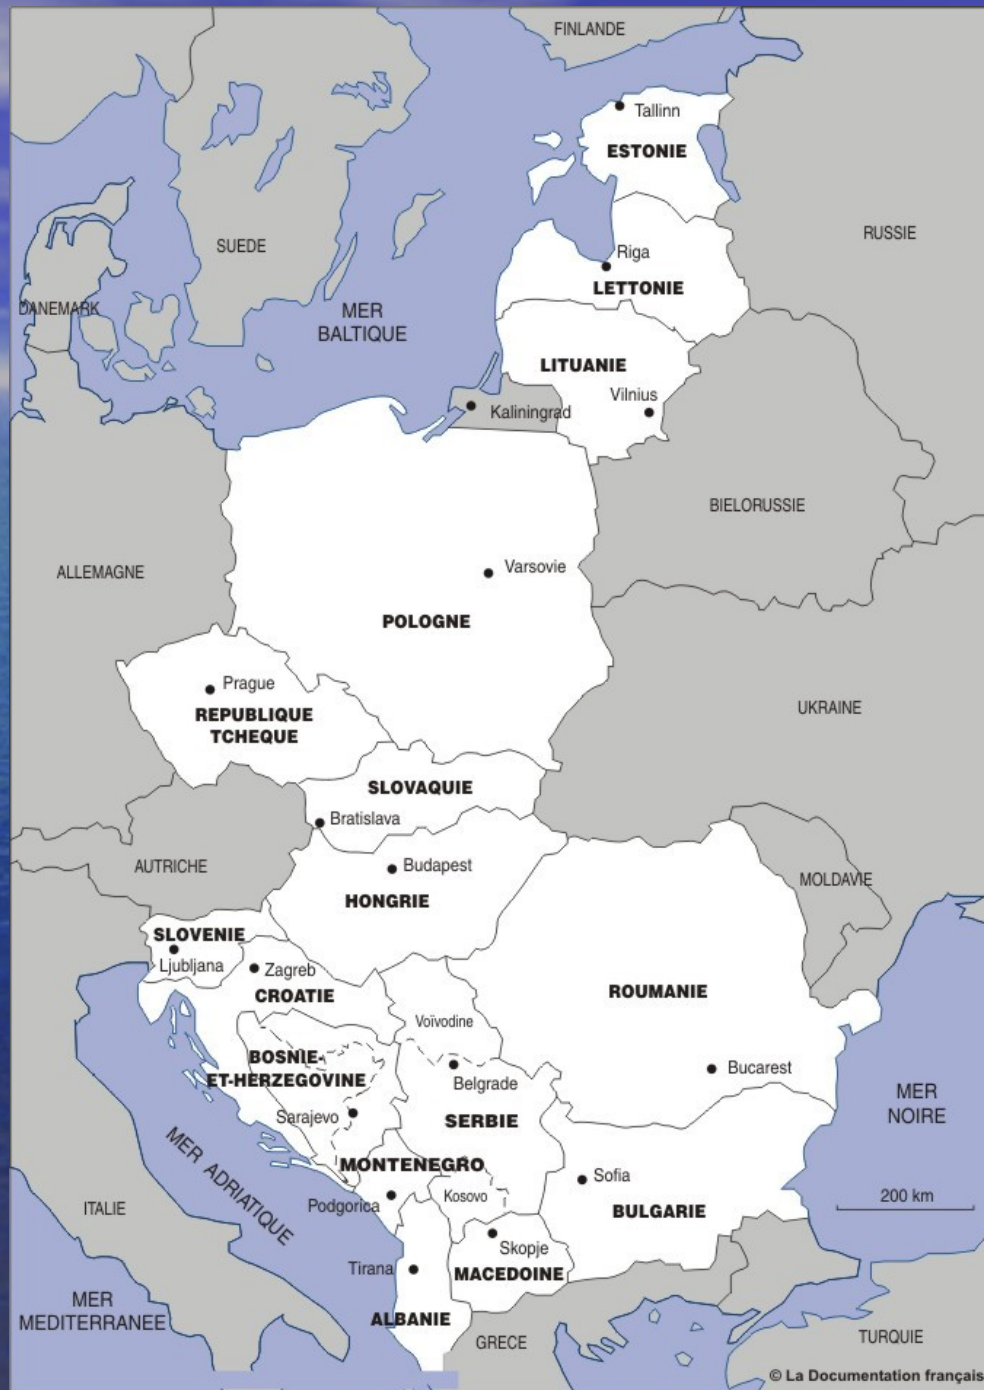 FINLANDE
Tallinn
ESTONIE
RUSSIE
SUEDE
Riga
LETTONIE
DANEMARK
MER
BALTIQUE
LITUANIE
Vilnius
Kaliningrad
BIELORUSSIE
ALLEMAGNE
Varsovie
POLOGNE
Prague
REPUBLIQUE
TCHEQUE
UKRAINE
SLOVAQUIE
Bratislava
AUTRICHE
Budapest
MOLDAVIE
HONGRIE
SLOVENIE
Ljubljana
Zagreb
CROATIE
ROUMANIE
Voïvodine
BOSNIE-
ET-HERZEGOVINE
Belgrade
Bucarest
MER
NOIRE
Sarajevo
SERBIE
MER ADRIATIQUE
MONTENEGRO
Sofia
Kosovo
Podgorica
200 km
ITALIE
BULGARIE
Skopje
Tirana
MACEDOINE
MER
MEDITERRANEE
ALBANIE
GRECE
TURQUIE
© La Documentation français